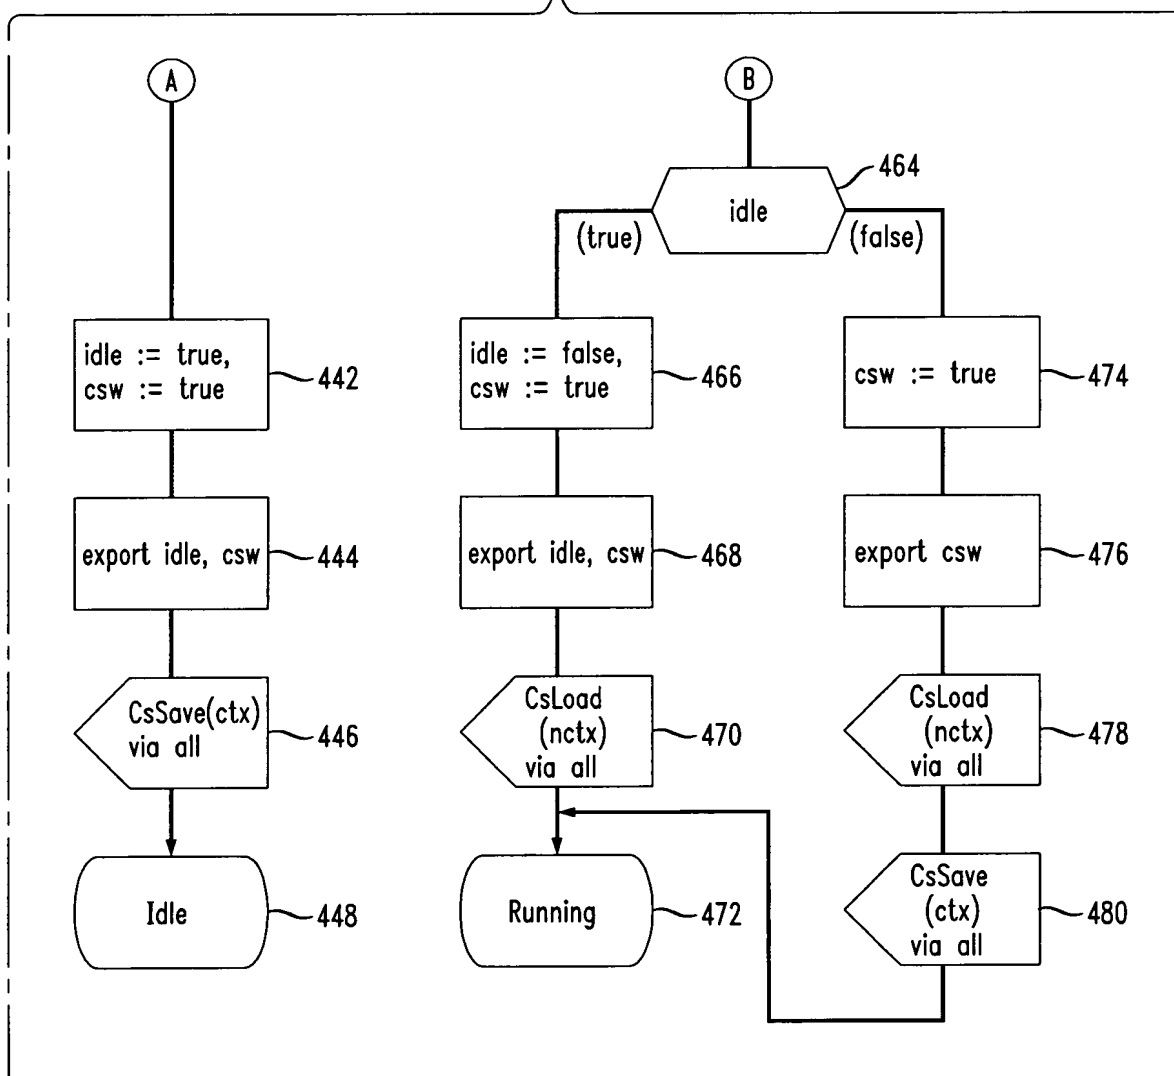 A
B
464
idle
(true)
(false)
idle := true,
csw := true
442
idle := false,
csw := true
466
csw := true
474
export idle, csw
444
export idle, csw
468
export csw
476
CsSave(ctx)
via all
446
CsLoad
(nctx)
via all
470
CsLoad
(nctx)
via all
478
Idle
448
Running
472
CsSave
(ctx)
via all
480